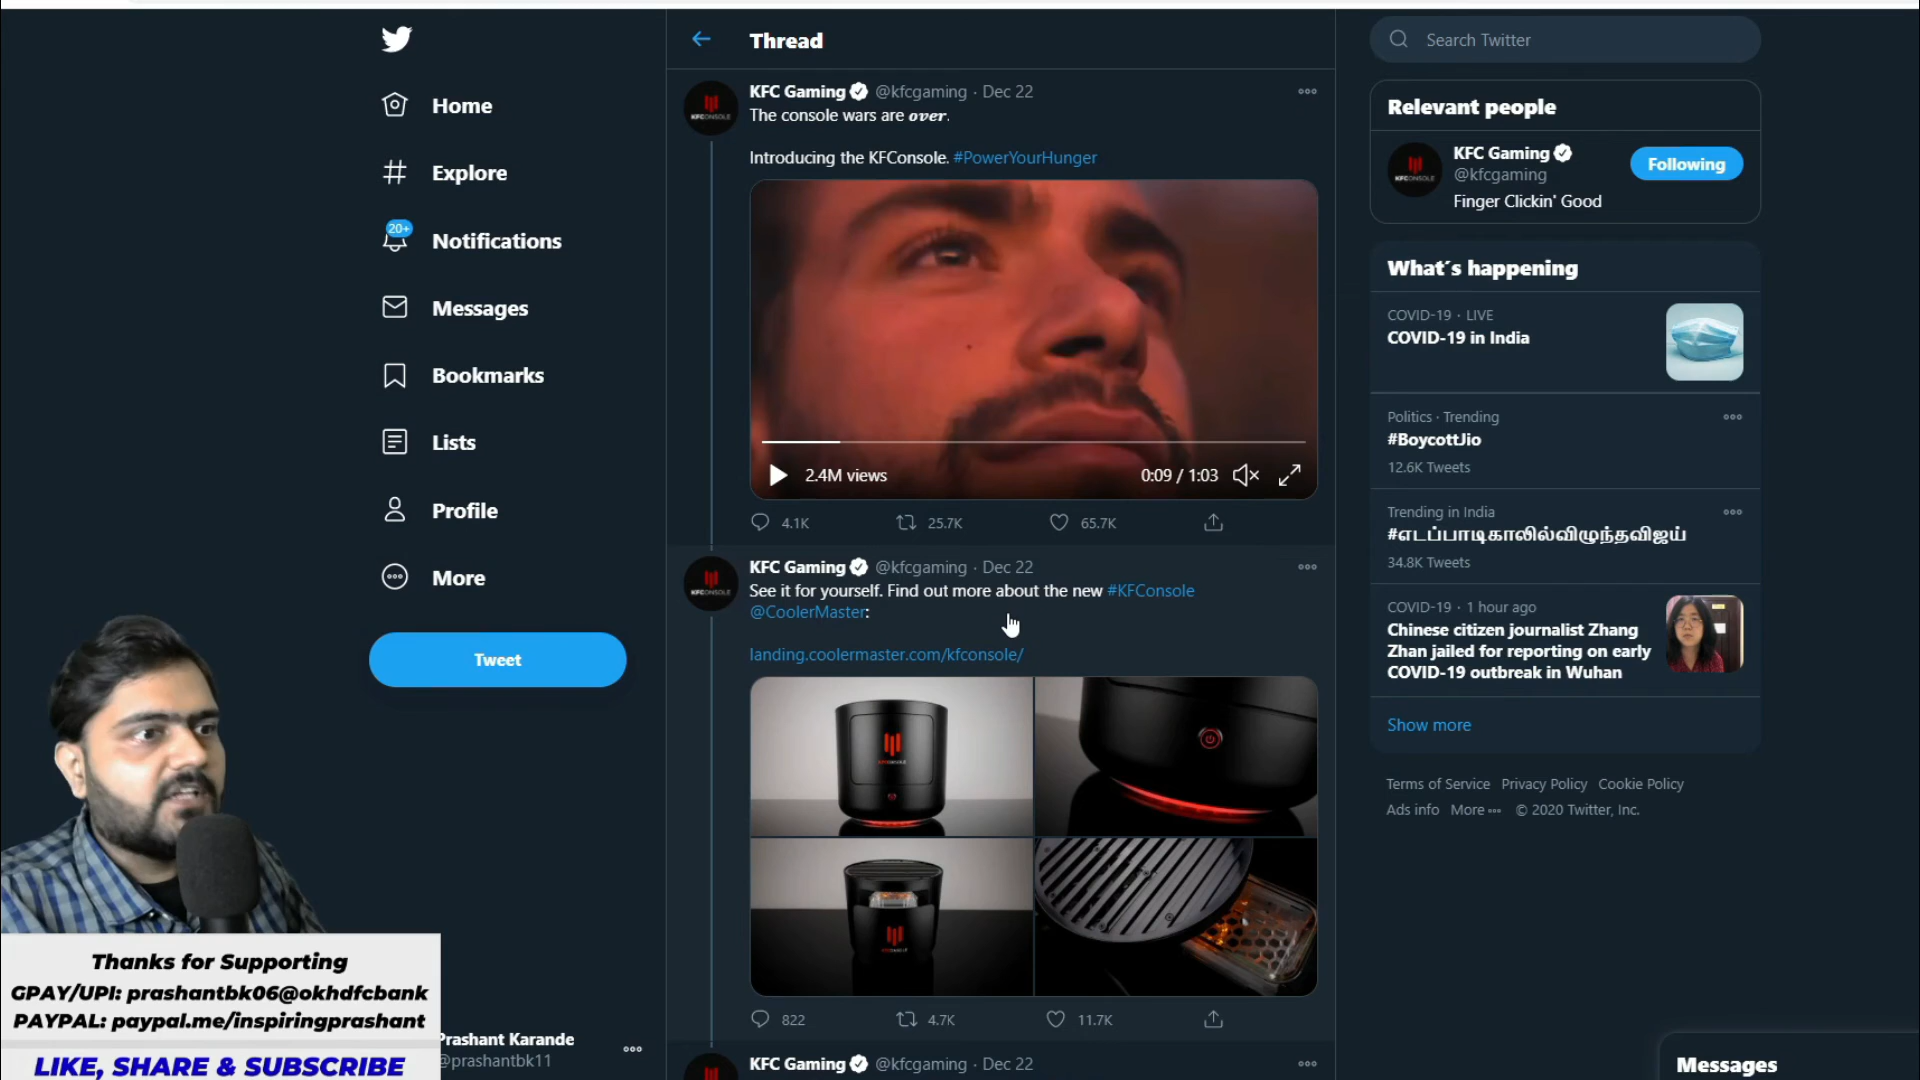 Home
Explore
20+
Notifications
Messages
Bookmarks
Lists
Profile
More
Tweet
Thanks for Supporting
GPAY/UPI: prashantbk06@okhdfcbank
PAYPAL: paypal.me/inspiringprashant
LIKE, SHARE & SUBSCRIBE
Prashant Karande
@prashantbk11
Thread
KFC Gaming @kfcgaming · Dec 22
The console wars are over.
Introducing the KFConsole. #PowerYourHunger
2.4M views
0:09 / 1:03
4.1K 25.7K 65.7K
KFC Gaming @kfcgaming · Dec 22
See it for yourself. Find out more about the new #KFConsole
@CoolerMaster:
landing.coolermaster.com/kfconsole/
822 4.7K 11.7K
KFC Gaming @kfcgaming · Dec 22
Search Twitter
Relevant people
KFC Gaming
@kfcgaming
Following
Finger Clickin' Good
What's happening
COVID-19 · LIVE
COVID-19 in India
Politics · Trending
#BoycottJio
12.6K Tweets
Trending in India
#எடப்பாடிகாலில்விழுந்தவிஜய்
34.8K Tweets
COVID-19 · 1 hour ago
Chinese citizen journalist Zhang
Zhan jailed for reporting on early
COVID-19 outbreak in Wuhan
Show more
Terms of Service Privacy Policy Cookie Policy
Ads info More © 2020 Twitter, Inc.
Messages